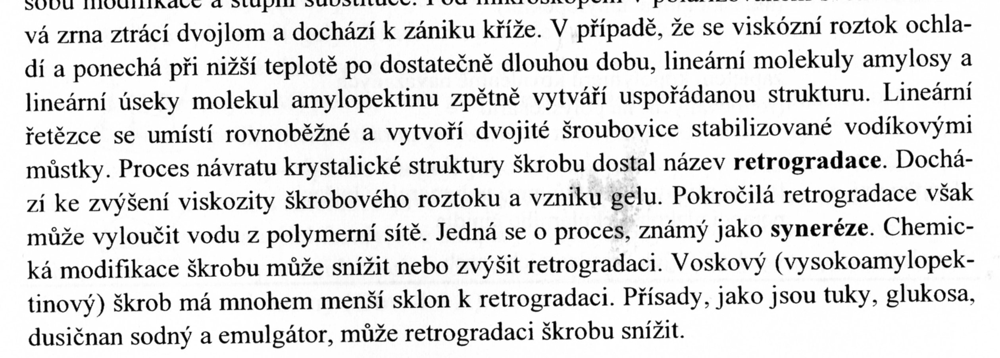 sobu modifikace a stupni substituce. Pod mikroskopem v polarizovaném
vá zrna ztrácí dvojlom a dochází k zániku kříže. V případě, že se viskózní roztok ochla-
dí a ponechá při nižší teplotě po dostatečně dlouhou dobu, lineární molekuly amylosy a
lineární úseky molekul amylopektinu zpětně vytváří uspořádanou strukturu. Lineární
řetězce se umístí rovnoběžné a vytvoří dvojité šroubovice stabilizované vodíkovými
můstky. Proces návratu krystalické struktury škrobu dostal název retrogradace. Dochá-
zí ke zvýšení viskozity škrobového roztoku a vzniku gelu. Pokročilá retrogradace však
může vyloučit vodu z polymerní sítě. Jedná se o proces, známý jako syneréze. Chemic-
ká modifikace škrobu může snížit nebo zvýšit retrogradaci. Voskový (vysokoamylopek-
tinový) škrob má mnohem menší sklon k retrogradaci. Přísady, jako jsou tuky, glukosa,
dusičnan sodný a emulgátor, může retrogradaci škrobu snížit.